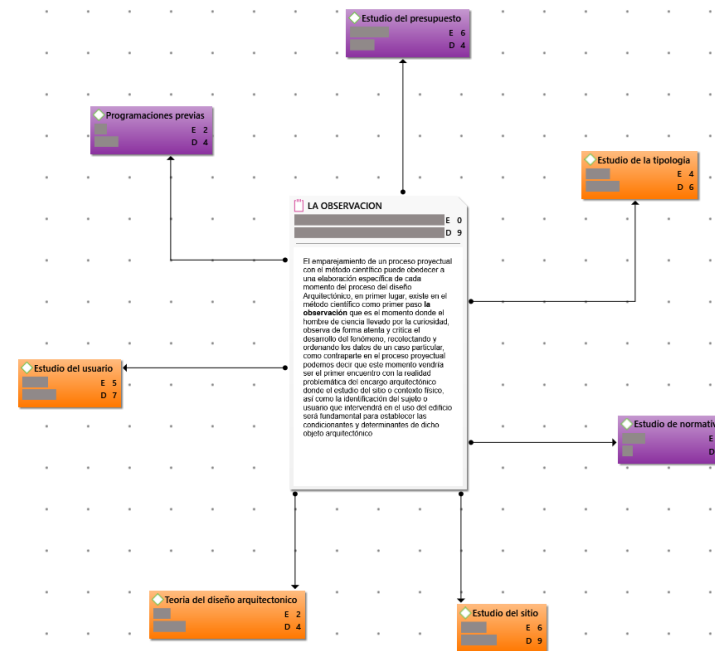 Estudio del presupuesto
E 6
D 4
Programaciones previas
E 2
D 4
Estudio de la tipologia
E 4
D 6
LA OBSERVACION
E 0
D 9
El emparejamiento de un proceso proyectual
con el método científico puede obedecer a
una elaboración específica de cada
momento del proceso del diseño
Arquitectónico, en primer lugar, existe en el
método científico como primer paso la
observación que es el momento donde el
hombre de ciencia llevado por la curiosidad,
observa de forma atenta y crítica el
desarrollo del fenómeno, recolectando y
ordenando los datos de un caso particular,
como contraparte en el proceso proyectual
podemos decir que este momento vendría
ser el primer encuentro con la realidad
problemática del encargo arquitectónico
donde el estudio del sitio o contexto físico,
así como la identificación del sujeto o
usuario que intervendrá en el uso del edificio
será fundamental para establecer las
condicionantes y determinantes de dicho
objeto arquitectónico
Estudio del usuario
E 5
D 7
Estudio de normativ
E
D
Teoria del diseño arquitectonico
E 2
D 4
Estudio del sitio
E 6
D 9